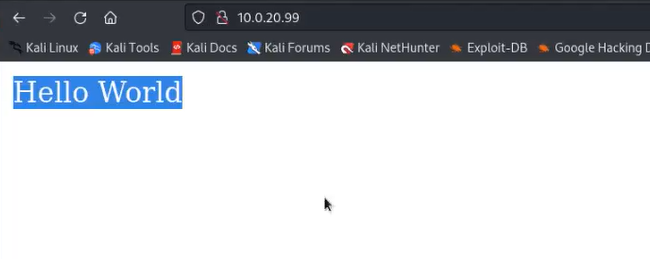 10.0.20.99
Kali Linux Kali Tools Kali Docs Kali Forums Kali NetHunter Exploit-DB Google Hacking
Hello World